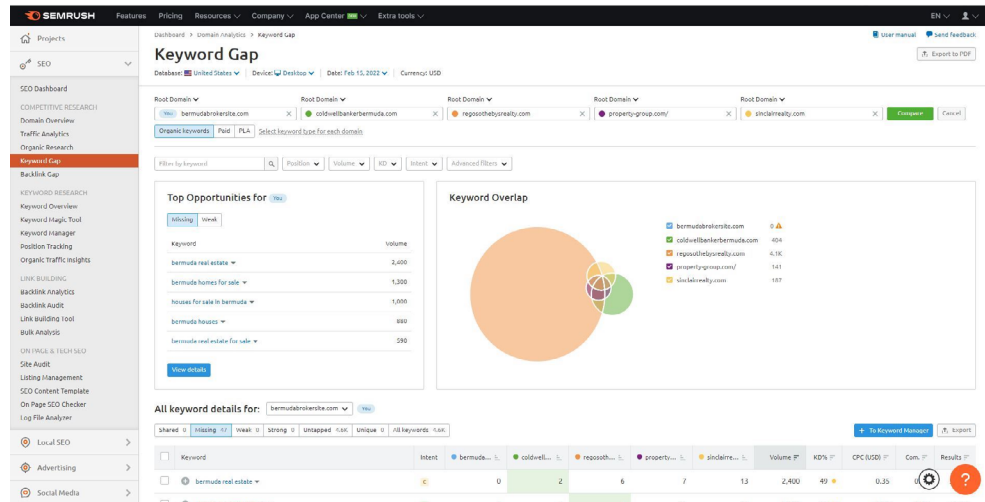 SEMRUSH Features Pricing Resources Company App Center NEW Extra tools EN
Projects
SEO
SEO Dashboard
COMPETITIVE RESEARCH
Domain Overview
Traffic Analytics
Organic Research
Keyword Gap
Backlink Gap
KEYWORD RESEARCH
Keyword Overview
Keyword Magic Tool
Keyword Manager
Position Tracking
Organic Traffic Insights
LINK BUILDING
Backlink Analytics
Backlink Audit
Link Building Tool
Bulk Analysis
ON PAGE & TECH SEO
Site Audit
Listing Management
SEO Content Template
On Page SEO Checker
Log File Analyzer
Local SEO
Advertising
Social Media
Dashboard > Domain Analytics > Keyword Gap User manual Send feedback
Keyword Gap Export to PDF
Database: United States Device: Desktop Date: Feb 15, 2022 Currency: USD
Root Domain Root Domain Root Domain Root Domain Root Domain
You bermudabrokersite.com × coldwellbankerbermuda.com × regosothebysrealty.com × property-group.com/ × sinclairrealty.com × Compare Cancel
Organic keywords Paid PLA Select keyword type for each domain
Filter by keyword Position Volume KD Intent Advanced filters
Top Opportunities for You
Missing Weak
Keyword Volume
bermuda real estate 2,400
bermuda homes for sale 1,300
houses for sale in bermuda 1,000
bermuda houses 880
bermuda real estate for sale 590
View details
Keyword Overlap
bermudabrokersite.com 0
coldwellbankerbermuda.com 404
regosothebysrealty.com 4.1K
property-group.com/ 141
sinclairrealty.com 187
All keyword details for: bermudabrokersite.com You
Shared 0 Missing 47 Weak 0 Strong 0 Untapped 4.6K Unique 0 All keywords 4.6K + To Keyword Manager Export
Keyword Intent bermuda... coldwell... regosoth... property-... sinclairre... Volume KD% CPC (USD) Com. Results
bermuda real estate C 0 2 6 7 13 2,400 49 0.35 ?